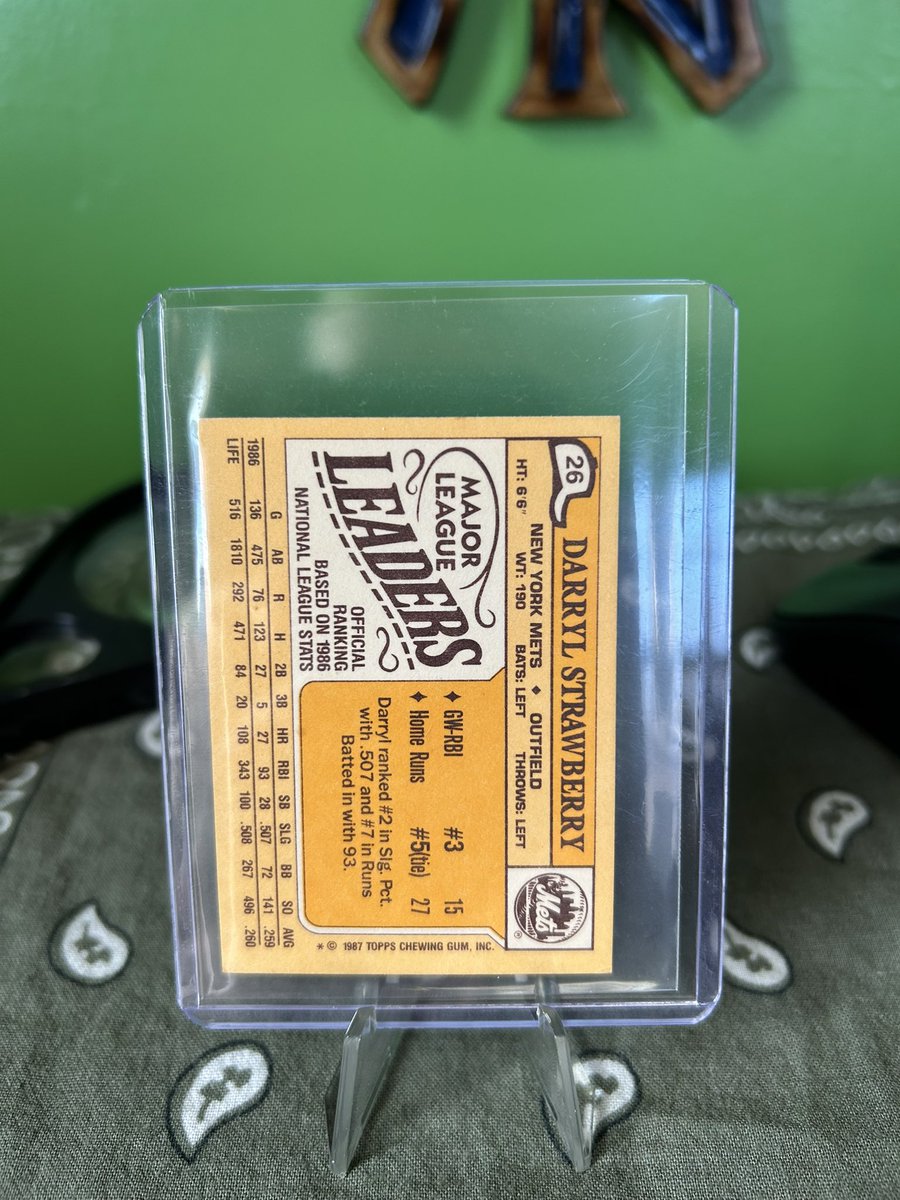 26
DARRYL STRAWBERRY
NEW YORK METS ♦ OUTFIELD
HT: 6'6" WT: 190 BATS: LEFT THROWS: LEFT
Mets
®
MAJOR
LEAGUE
LEADERS
OFFICIAL
RANKING
BASED ON 1986
NATIONAL LEAGUE STATS
♦ GW-RBI #3 15
♦ Home Runs #5(tie) 27
Darryl ranked #2 in Slg. Pct.
with .507 and #7 in Runs
Batted in with 93.
* © 1987 TOPPS CHEWING GUM, INC.
G AB R H 2B 3B HR RBI SB SLG BB SO AVG
1986 136 475 76 123 27 5 27 93 28 .507 72 141 .259
LIFE 516 1810 292 471 84 20 108 343 100 .508 267 496 .260